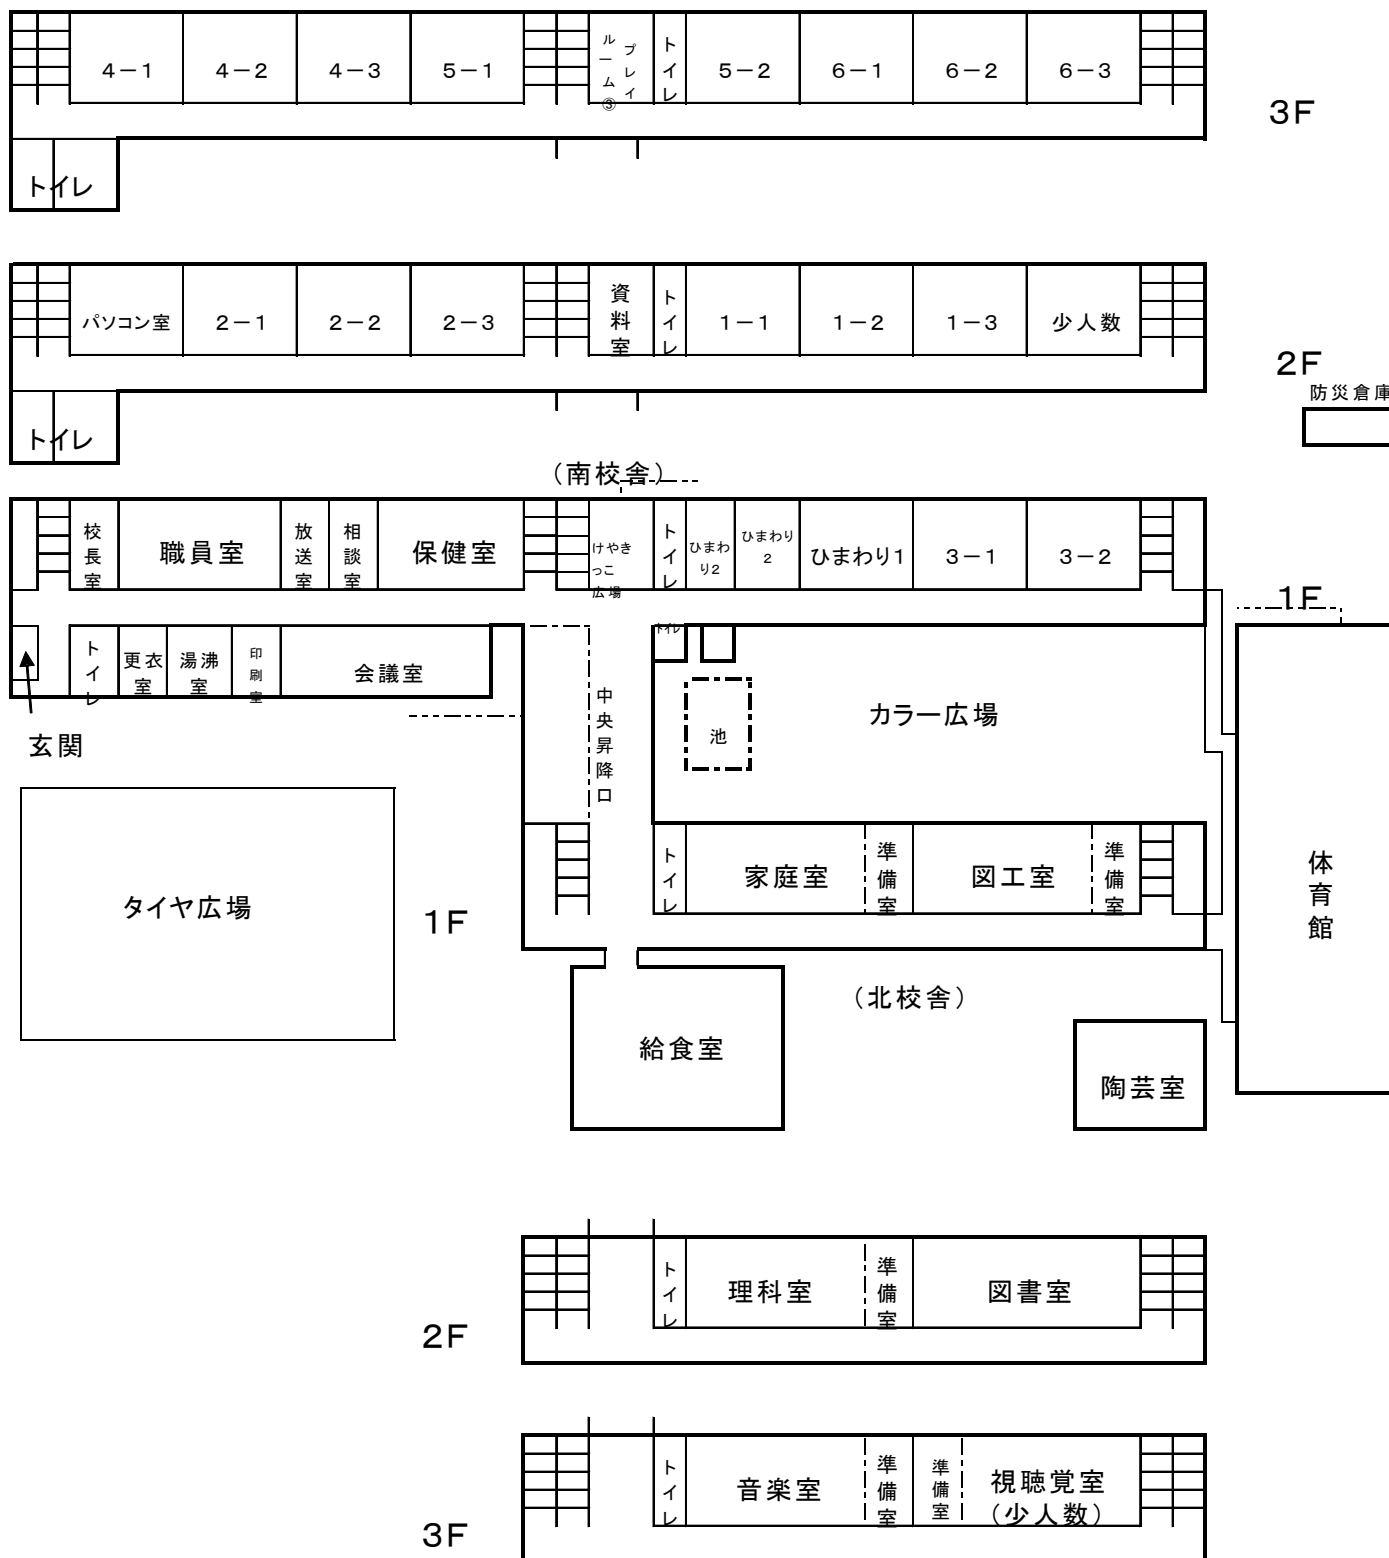 4－1
4－2
4－3
5－1
プレイ
ルーム③
トイレ
5－2
6－1
6－2
6－3
3F
トイレ
パソコン室
2－1
2－2
2－3
資料室
トイレ
1－1
1－2
1－3
少人数
2F
防災倉庫
トイレ
（南校舎）
校長室
職員室
放送室
相談室
保健室
けやき
っこ
広場
トイレ
ひまわ
り2
ひまわり
2
ひまわり1
3－1
3－2
1F
トイレ
更衣
室
湯沸
室
印刷室
会議室
トイレ
中央昇降口
池
カラー広場
玄関
タイヤ広場
1F
トイレ
家庭室
準備室
図工室
準備室
体育館
（北校舎）
給食室
陶芸室
トイレ
理科室
準備室
図書室
2F
トイレ
音楽室
準備室
準備室
視聴覚室
（少人数）
3F